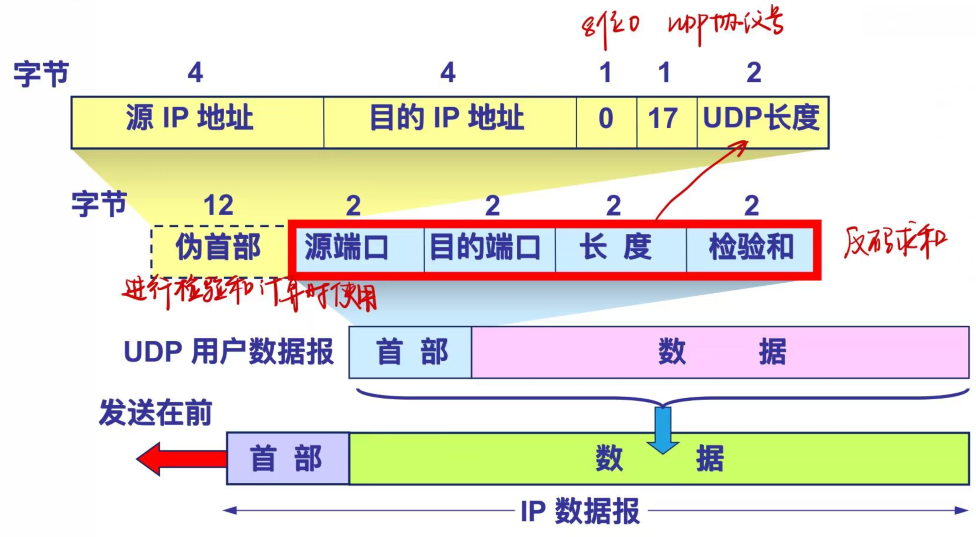 8位0 UDP协议号
字节 4 4 1 1 2
源 IP 地址 目的 IP 地址 0 17 UDP长度
字节 12 2 2 2 2
伪首部 源端口 目的端口 长 度 检验和 反码求和
进行检验和计算时使用
UDP 用户数据报 首 部 数 据
发送在前
首 部 数 据
IP 数据报